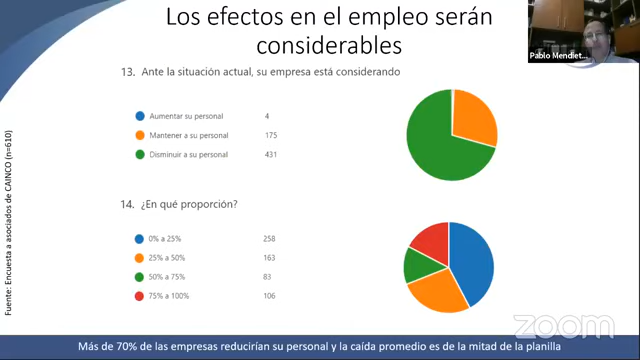 Los efectos en el empleo serán
considerables
Pablo Mendiet...
13. Ante la situación actual, su empresa está considerando
Aumentar su personal 4
Mantener a su personal 175
Disminuir a su personal 431
14. ¿En qué proporción?
0% a 25% 258
25% a 50% 163
50% a 75% 83
75% a 100% 106
Fuente: Encuesta a asociados de CAINCO (n=610)
zoom
Más de 70% de las empresas reducirían su personal y la caída promedio es de la mitad de la planilla